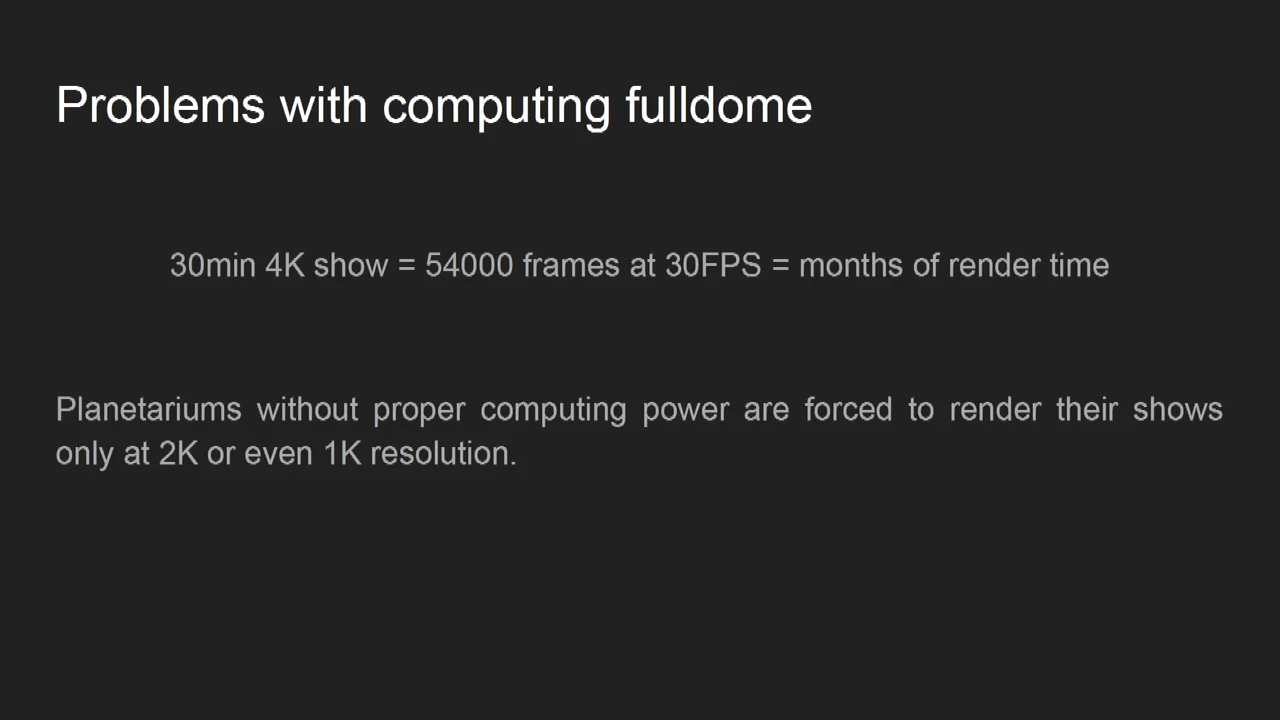 Problems with computing fulldome
30min 4K show = 54000 frames at 30FPS = months of render time
Planetariums without proper computing power are forced to render their shows
only at 2K or even 1K resolution.